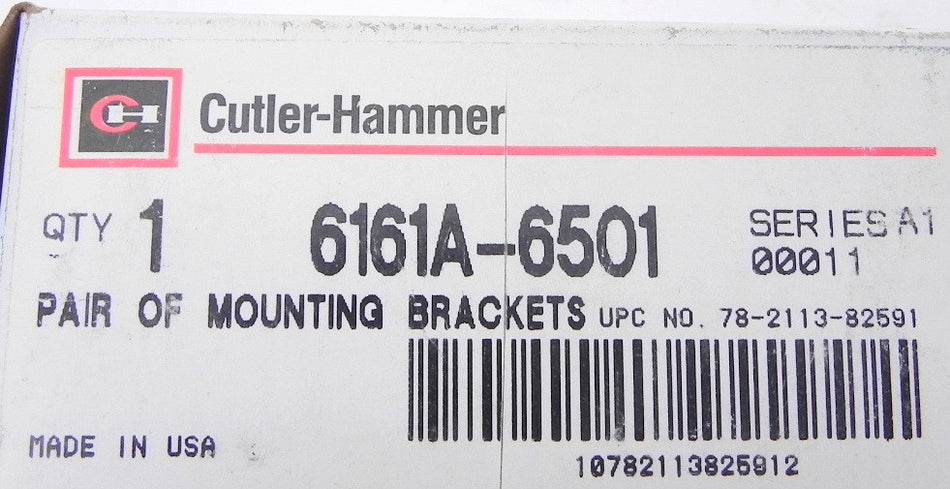 CH Cutler-Hammer
QTY 1 6161A-6501 SERIES A1
00011
PAIR OF MOUNTING BRACKETS UPC NO. 78-2113-82591
MADE IN USA
10782113825912